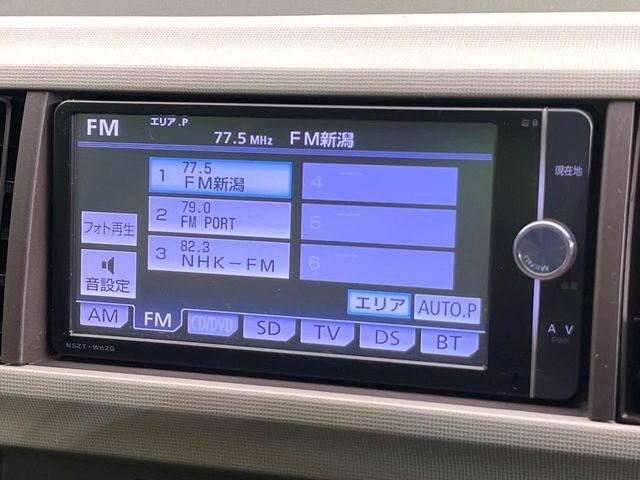 FM エリア.P 77.5 MHz FM新潟
1 77.5 FM新潟
4 ---
2 79.0 FM PORT
5 ---
3 82.3 NHK-FM
6 ---
フォト再生
音設定
エリア AUTO.P
AM FM CD/DVD SD TV DS BT
NSZT-W62G
現在地
AV
PWR